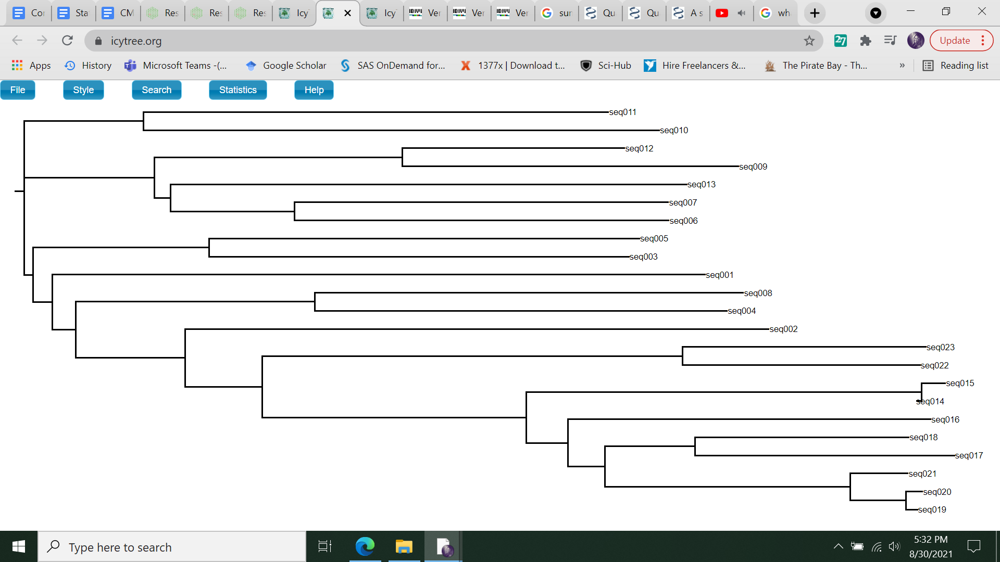 Co Sta CM Res Res Res Icy Icy Ver Ver Ver sur Qu Qu A s wh
icytree.org 27 Update
Apps History Microsoft Teams -(... Google Scholar SAS OnDemand for... 1377x | Download t... Sci-Hub Hire Freelancers &... The Pirate Bay - Th... » Reading list
File Style Search Statistics Help
seq011
seq010
seq012
seq009
seq013
seq007
seq006
seq005
seq003
seq001
seq008
seq004
seq002
seq023
seq022
seq015
seq014
seq016
seq018
seq017
seq021
seq020
seq019
Type here to search
5:32 PM
8/30/2021